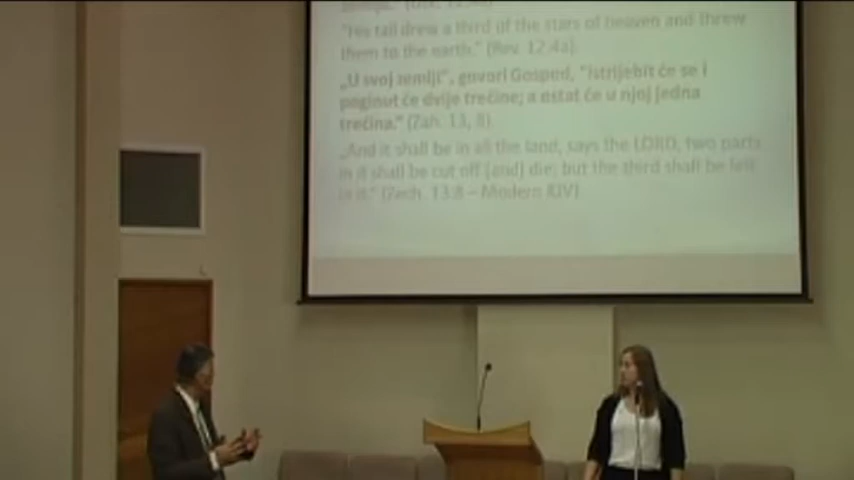 "His tail drew a third of the stars of heaven and threw
them to the earth." (Rev. 12:4a).
„U svoj zemlji", govori Gospod, "istrijebit će se i
poginut će dvije trećine; a ostat će u njoj jedna
trećina." (Zah. 13, 8)
„And it shall be in all the land, says the LORD, two parts
in it shall be cut off [and] die; but the third shall be left
in it." (Zech. 13:8 – Modern KJV)